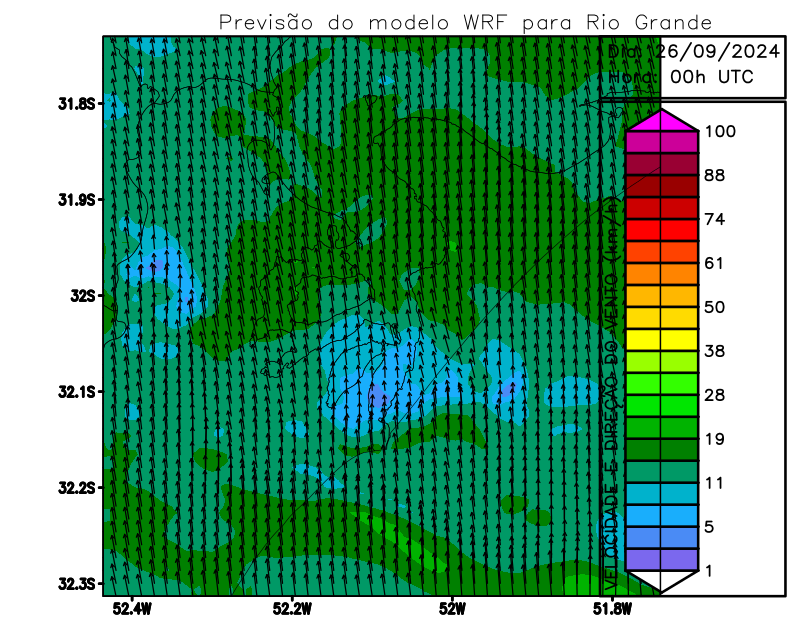 Previsão do modelo WRF para Rio Grande
Dia: 26/09/2024
Hora: 00h UTC
31.8S
31.9S
32S
32.1S
32.2S
32.3S
52.4W
52.2W
52W
51.8W
VELOCIDADE E DIREÇÃO DO VENTO (km/h)
100
88
74
61
50
38
28
19
11
5
1